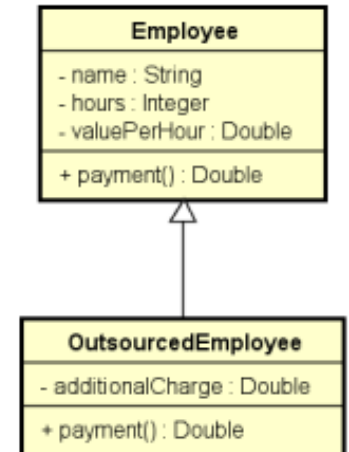 Employee
- name : String
- hours : Integer
- valuePerHour : Double
+ payment() : Double
OutsourcedEmployee
- additionalCharge : Double
+ payment() : Double